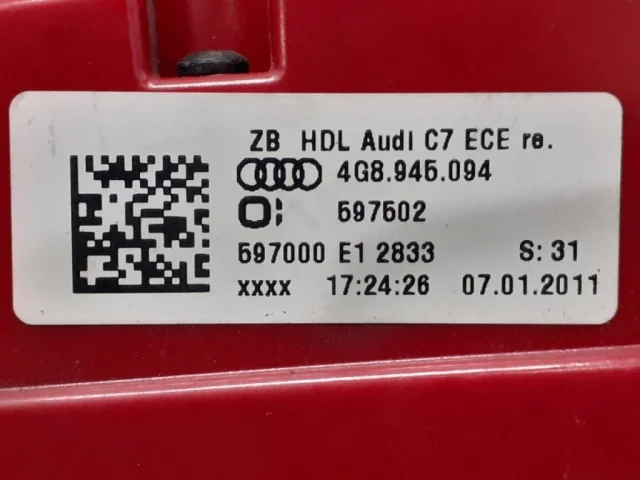 ZB HDL Audi C7 ECE re.
4G8.945.094
597502
597000 E1 2833 S: 31
xxxx 17:24:26 07.01.2011